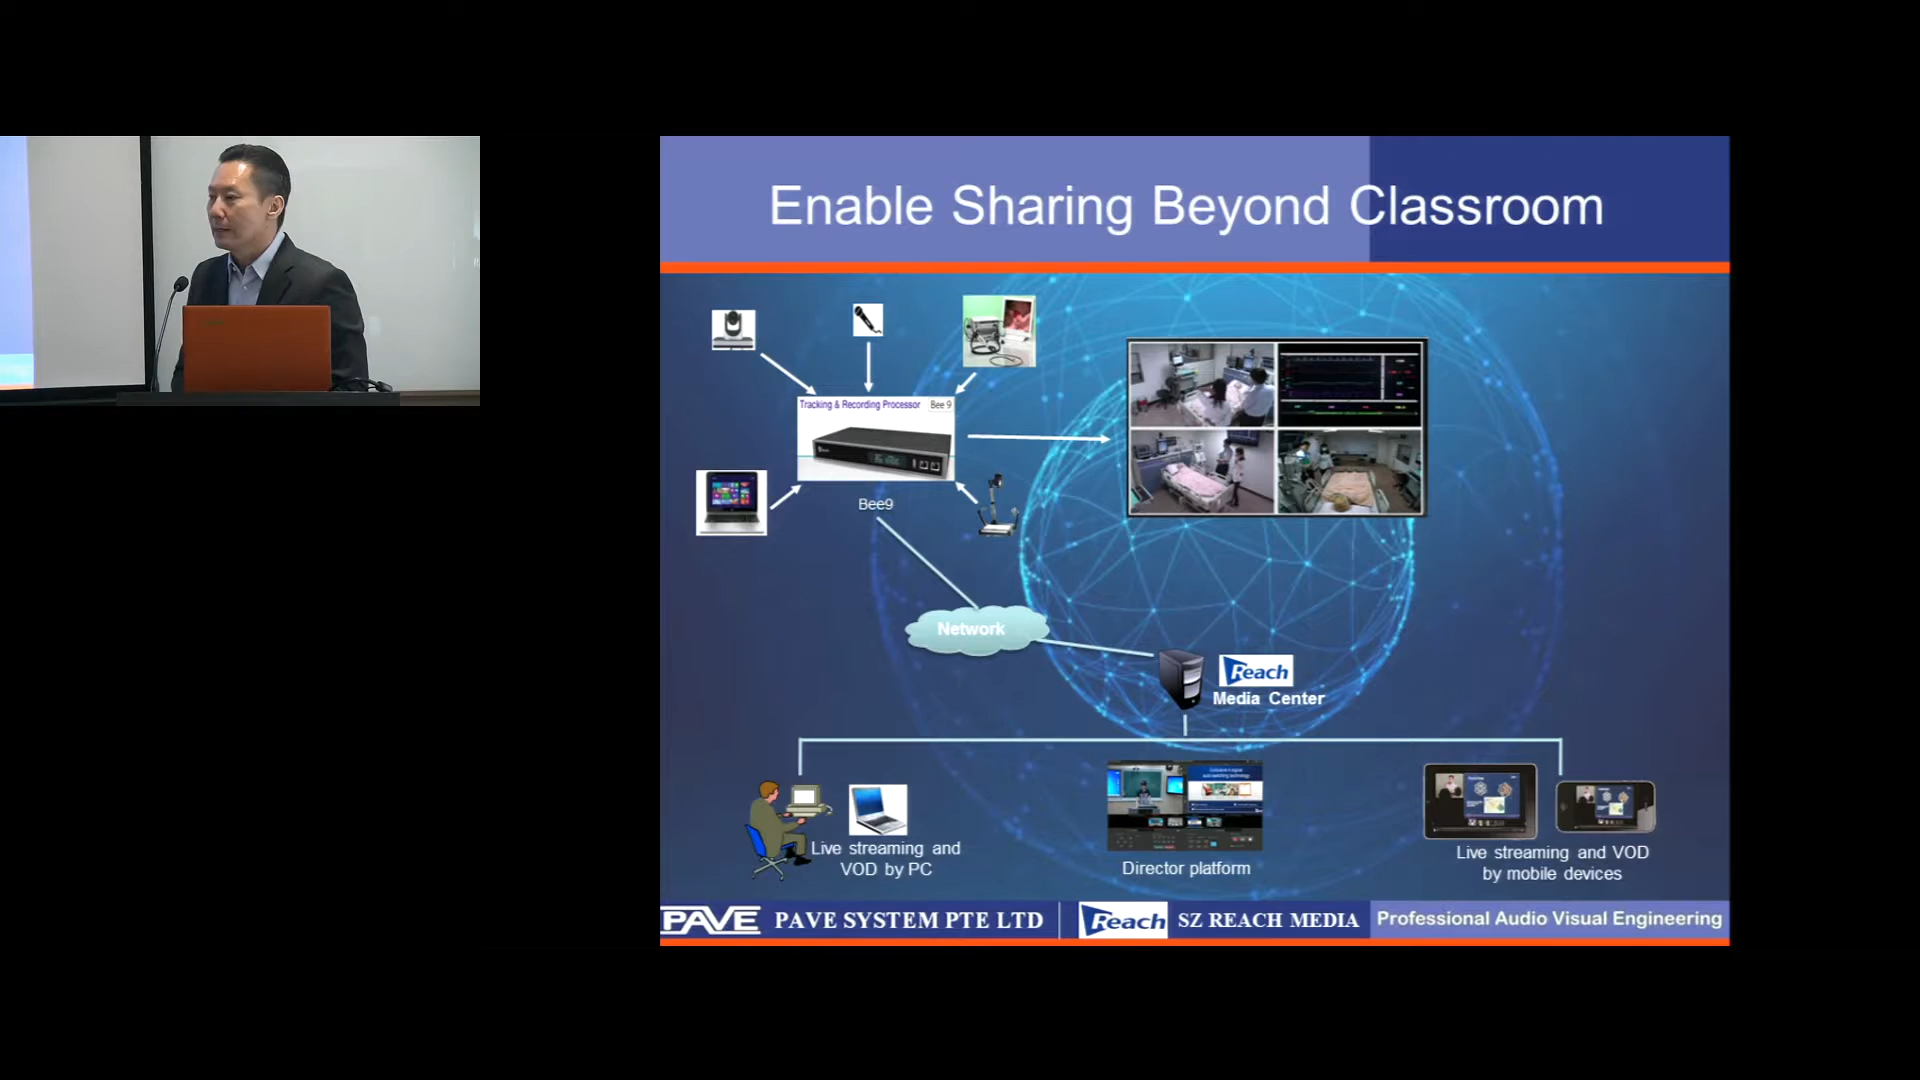 Enable Sharing Beyond Classroom
Tracking & Recording Processor
Bee 9
Bee9
Network
Reach
Media Center
Live streaming and
VOD by PC
Director platform
Live streaming and VOD
by mobile devices
PAVE
PAVE SYSTEM PTE LTD
Reach
SZ REACH MEDIA
Professional Audio Visual Engineering